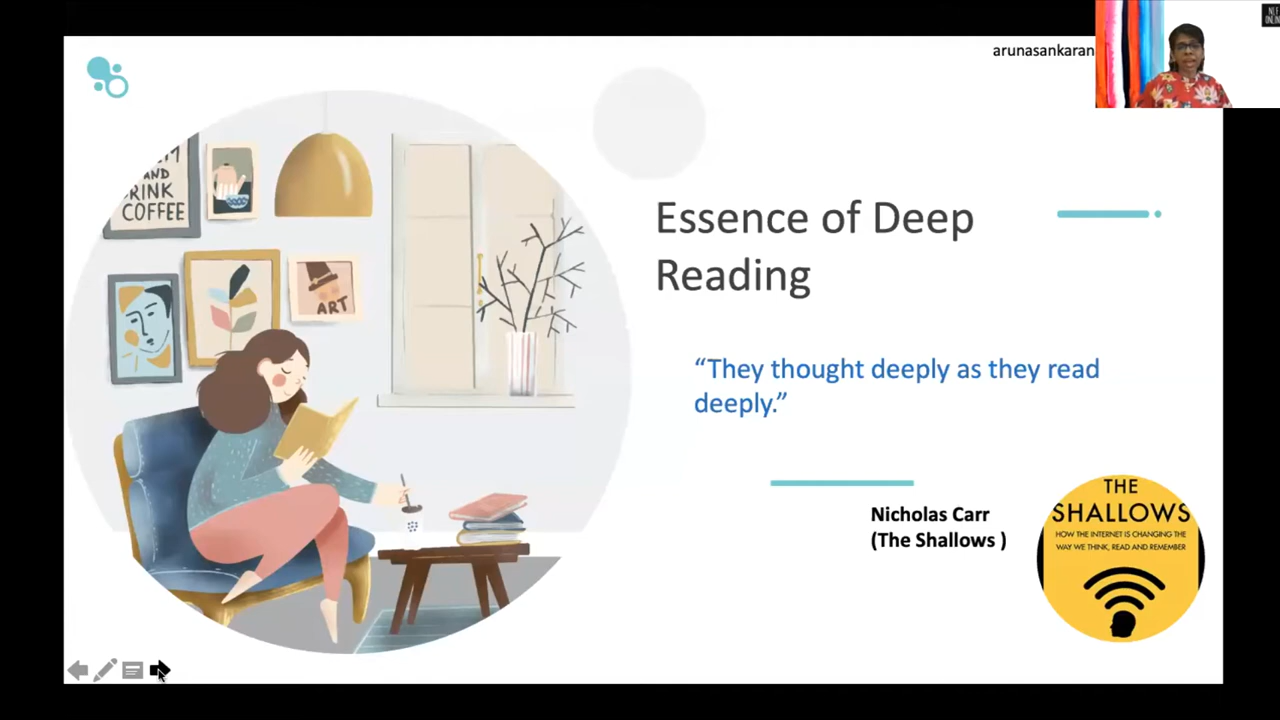 arunasankaran
AND
DRINK
COFFEE
ART
Essence of Deep
Reading
“They thought deeply as they read
deeply.”
Nicholas Carr
(The Shallows )
THE
SHALLOWS
HOW THE INTERNET IS CHANGING THE
WAY WE THINK, READ AND REMEMBER